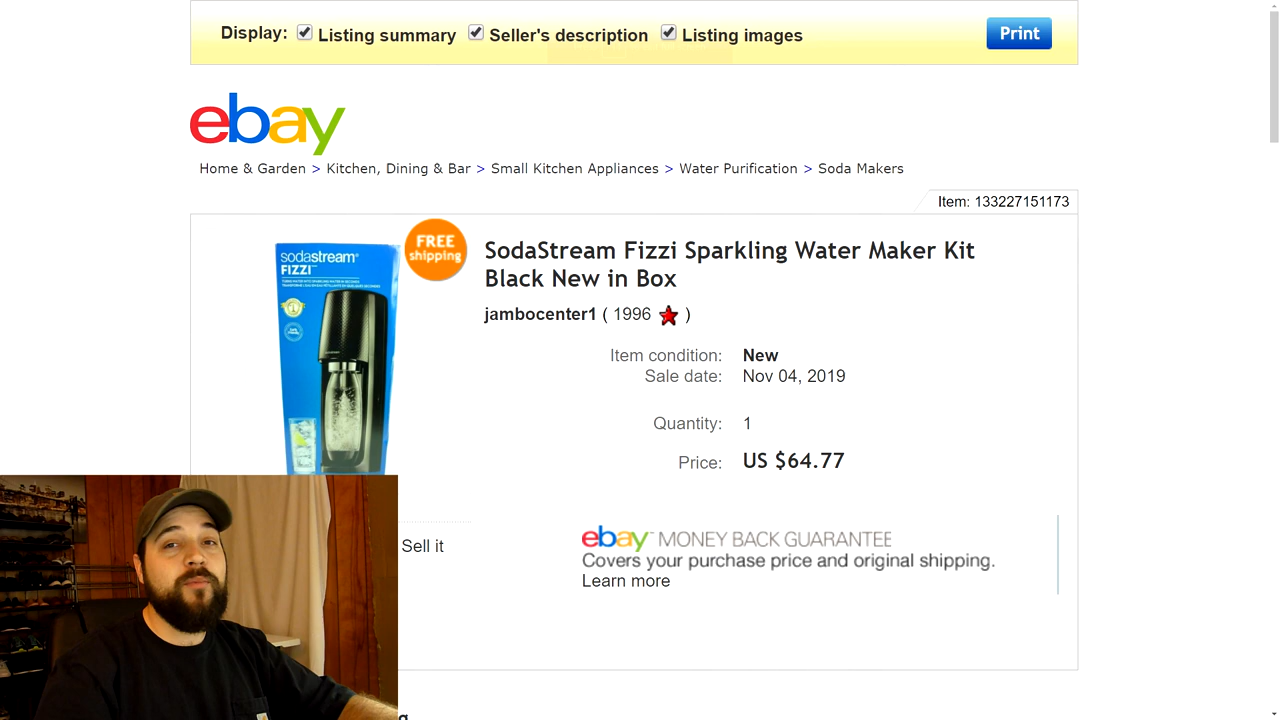 Display: Listing summary Seller's description Listing images Print
ebay
Home & Garden > Kitchen, Dining & Bar > Small Kitchen Appliances > Water Purification > Soda Makers
Item: 133227151173
FREE
shipping
sodastream®
FIZZI™
SodaStream Fizzi Sparkling Water Maker Kit
Black New in Box
jambocenter1 ( 1996 )
Item condition: New
Sale date: Nov 04, 2019
Quantity: 1
Price: US $64.77
Sell it
ebay™ MONEY BACK GUARANTEE
Covers your purchase price and original shipping.
Learn more